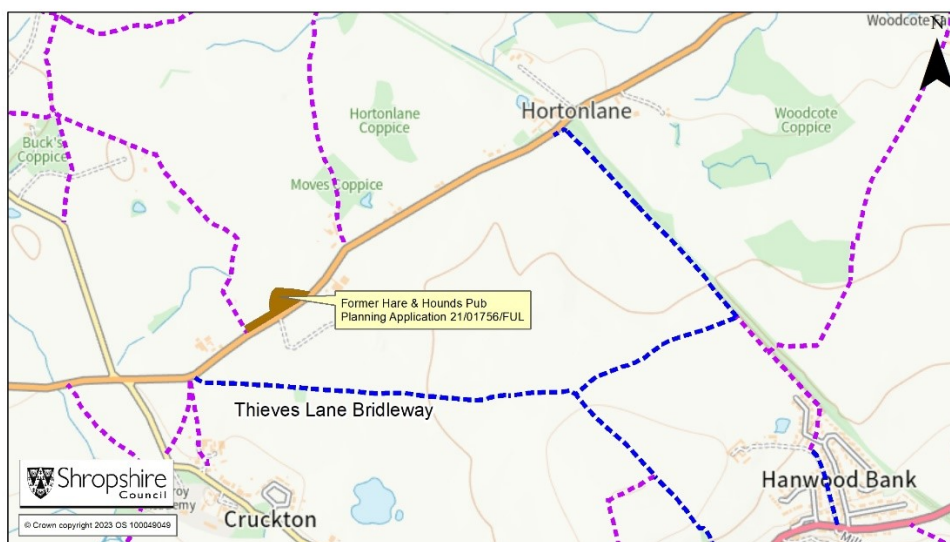 Woodcote
N
Hortonlane
Hortonlane
Coppice
Woodcote
Coppice
Buck's
Coppice
Moves Coppice
Former Hare & Hounds Pub
Planning Application 21/01756/FUL
Thieves Lane Bridleway
Shropshire
Council
Hanwood Bank
Cruckton
© Crown copyright 2023 OS 100049049